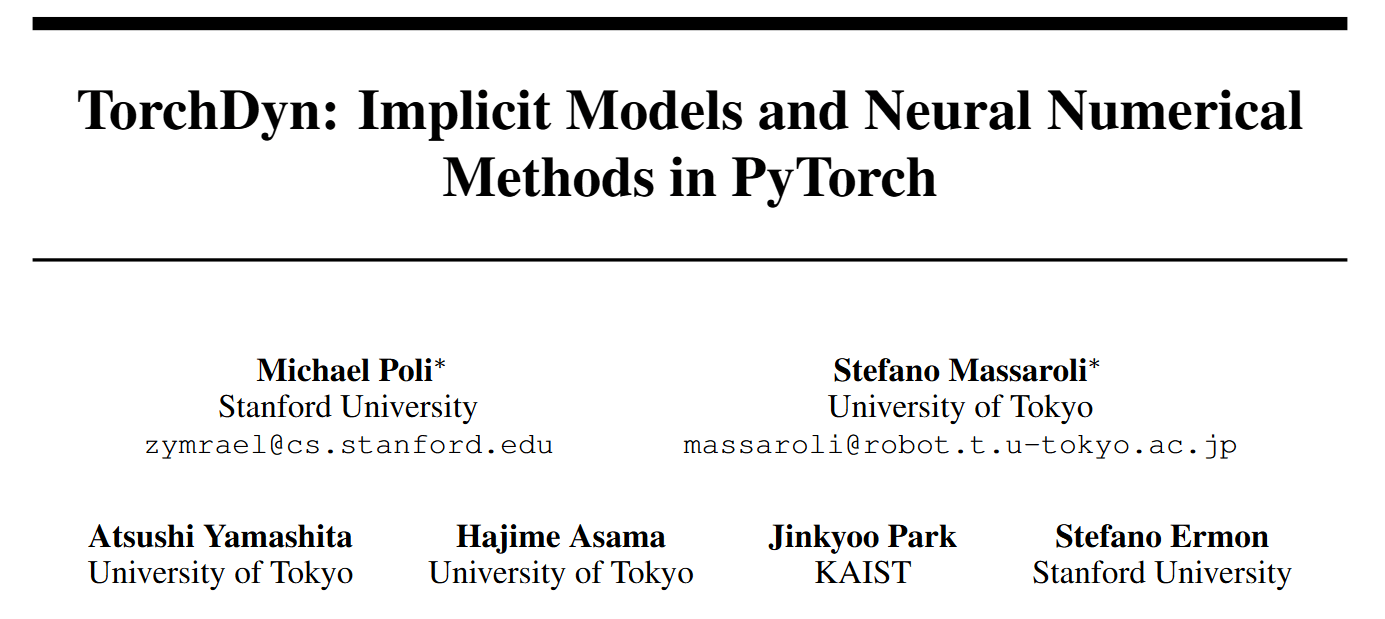 TorchDyn: Implicit Models and Neural Numerical
Methods in PyTorch
Michael Poli*
Stanford University
zymrael@cs.stanford.edu
Stefano Massaroli*
University of Tokyo
massaroli@robot.t.u-tokyo.ac.jp
Atsushi Yamashita
University of Tokyo
Hajime Asama
University of Tokyo
Jinkyoo Park
KAIST
Stefano Ermon
Stanford University